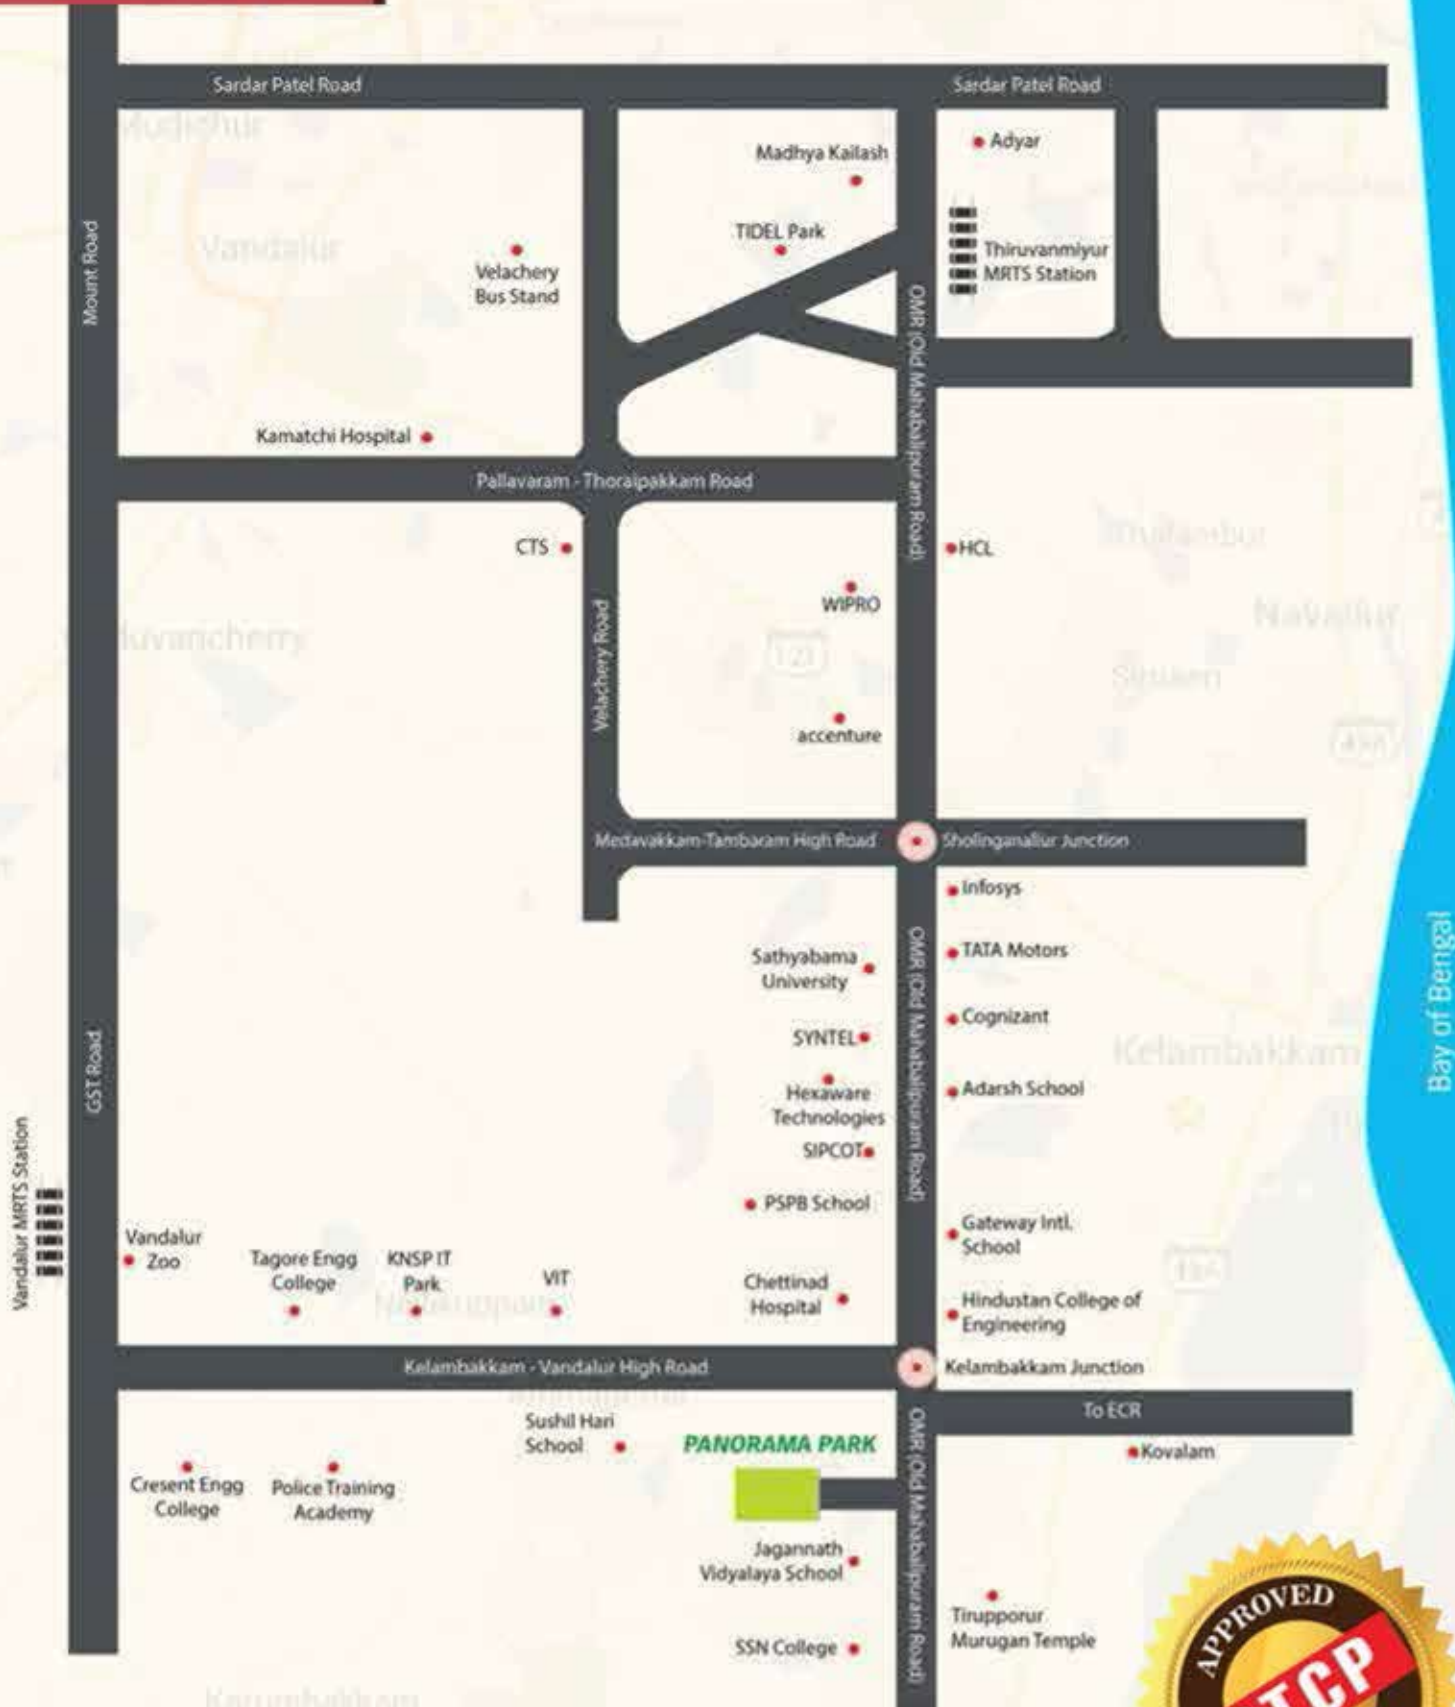 Sardar Patel Road
Sardar Patel Road
Mudichur
Madhya Kailash
Adyar
Mount Road
Vandalur
TIDEL Park
Thiruvanmiyur
MRTS Station
Velachery
Bus Stand
OMR (Old Mahabalipuram Road)
Kamatchi Hospital
Pallavaram - Thoraipakkam Road
CTS
HCL
WIPRO
Navallur
Velachery Road
121
accenture
Medavakkam-Tambaram High Road
Sholinganallur Junction
Infosys
Sathyabama
University
TATA Motors
OMR (Old Mahabalipuram Road)
Bay of Bengal
Cognizant
SYNTEL
Kelambakkam
GST Road
Hexaware
Technologies
Adarsh School
SIPCOT
Vandalur MRTS Station
PSPB School
Gateway Intl.
School
Vandalur
Zoo
Tagore Engg
College
KNSP IT
Park
VIT
Chettinad
Hospital
Hindustan College of
Engineering
Kelambakkam - Vandalur High Road
Kelambakkam Junction
To ECR
Sushil Hari
School
PANORAMA PARK
Kovalam
Cresent Engg
College
Police Training
Academy
OMR (Old Mahabalipuram Road)
Jagannath
Vidyalaya School
Tirupporur
Murugan Temple
SSN College
APPROVED
TCP